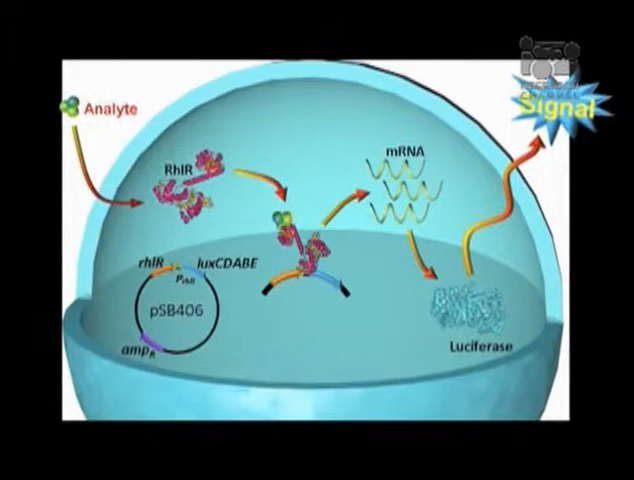 Signal
Analyte
mRNA
RhlR
rhlR
luxCDABE
PrhlI
pSB406
ampR
Luciferase